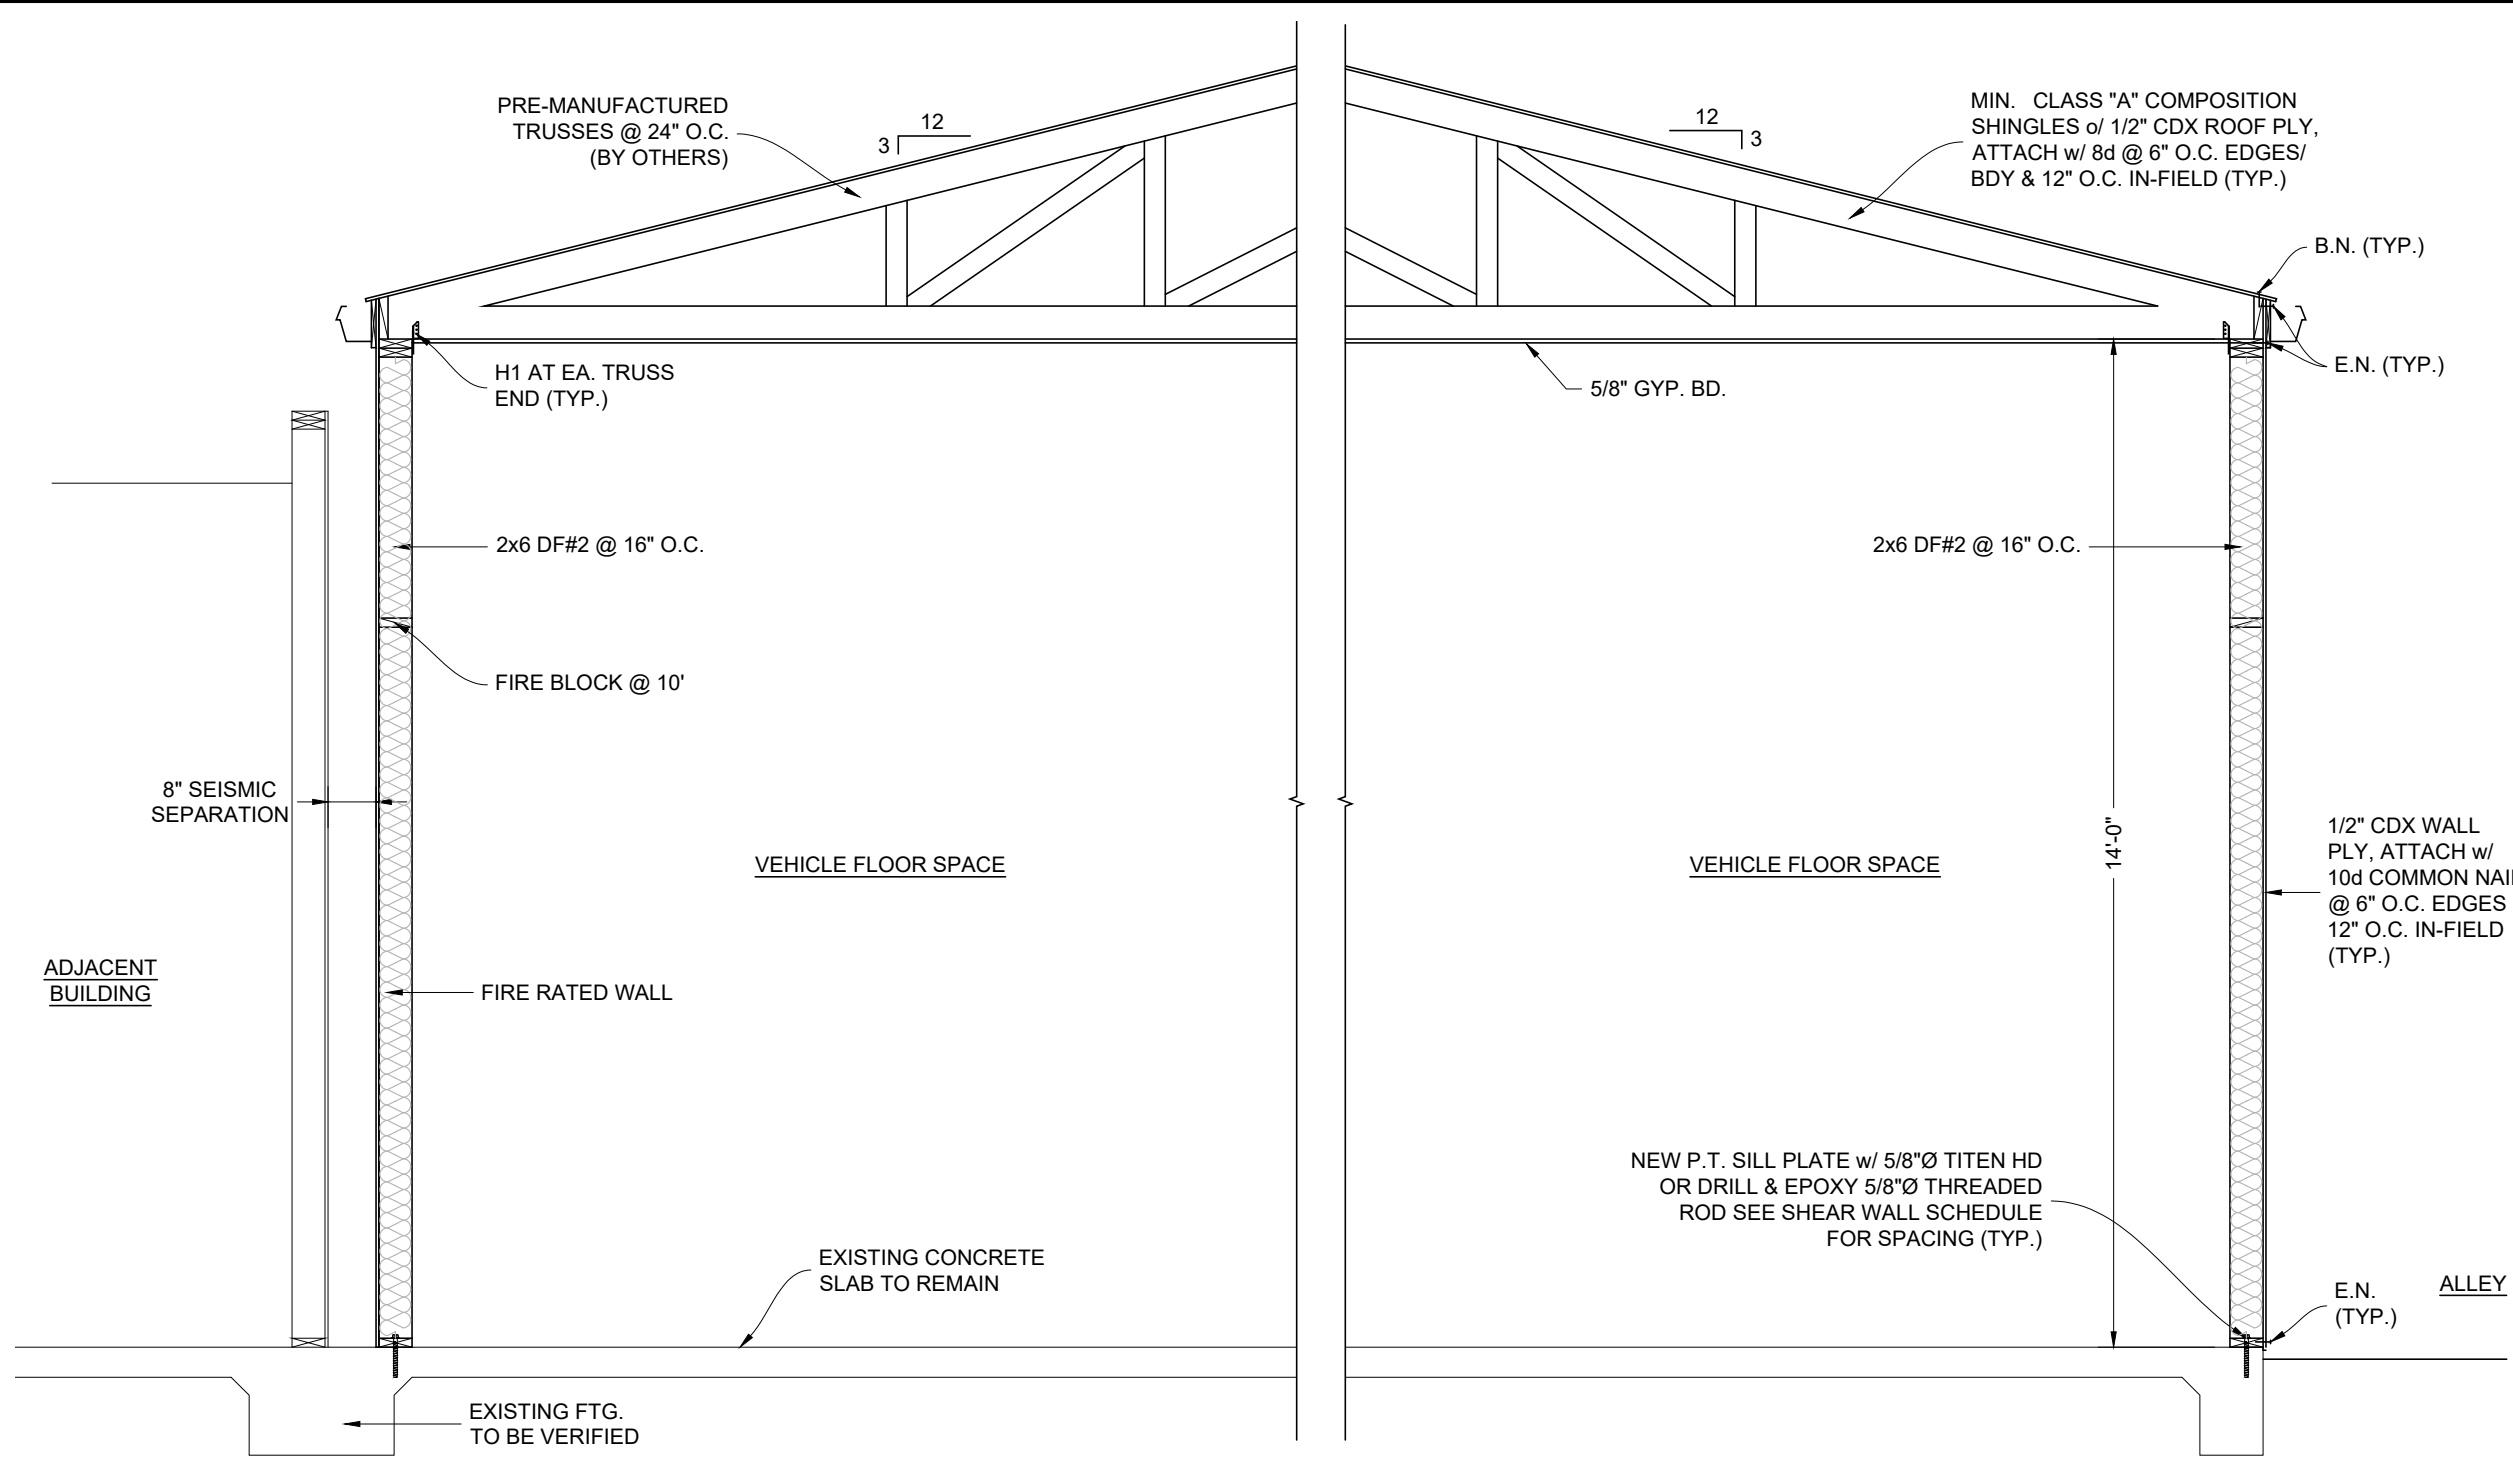 PRE-MANUFACTURED
TRUSSES @ 24" O.C.
(BY OTHERS)
12
3
12
3
MIN. CLASS "A" COMPOSITION
SHINGLES o/ 1/2" CDX ROOF PLY,
ATTACH w/ 8d @ 6" O.C. EDGES/
BDY & 12" O.C. IN-FIELD (TYP.)
B.N. (TYP.)
E.N. (TYP.)
H1 AT EA. TRUSS
END (TYP.)
5/8" GYP. BD.
2x6 DF#2 @ 16" O.C.
2x6 DF#2 @ 16" O.C.
FIRE BLOCK @ 10'
8" SEISMIC
SEPARATION
VEHICLE FLOOR SPACE
VEHICLE FLOOR SPACE
14'-0"
1/2" CDX WALL
PLY, ATTACH w/
10d COMMON
@ 6" O.C. EDGES
12" O.C. IN-FIELD
(TYP.)
ADJACENT
BUILDING
FIRE RATED WALL
NEW P.T. SILL PLATE w/ 5/8"Ø TITEN HD
OR DRILL & EPOXY 5/8"Ø THREADED
ROD SEE SHEAR WALL SCHEDULE
FOR SPACING (TYP.)
EXISTING CONCRETE
SLAB TO REMAIN
E.N.
(TYP.)
ALLEY
EXISTING FTG.
TO BE VERIFIED